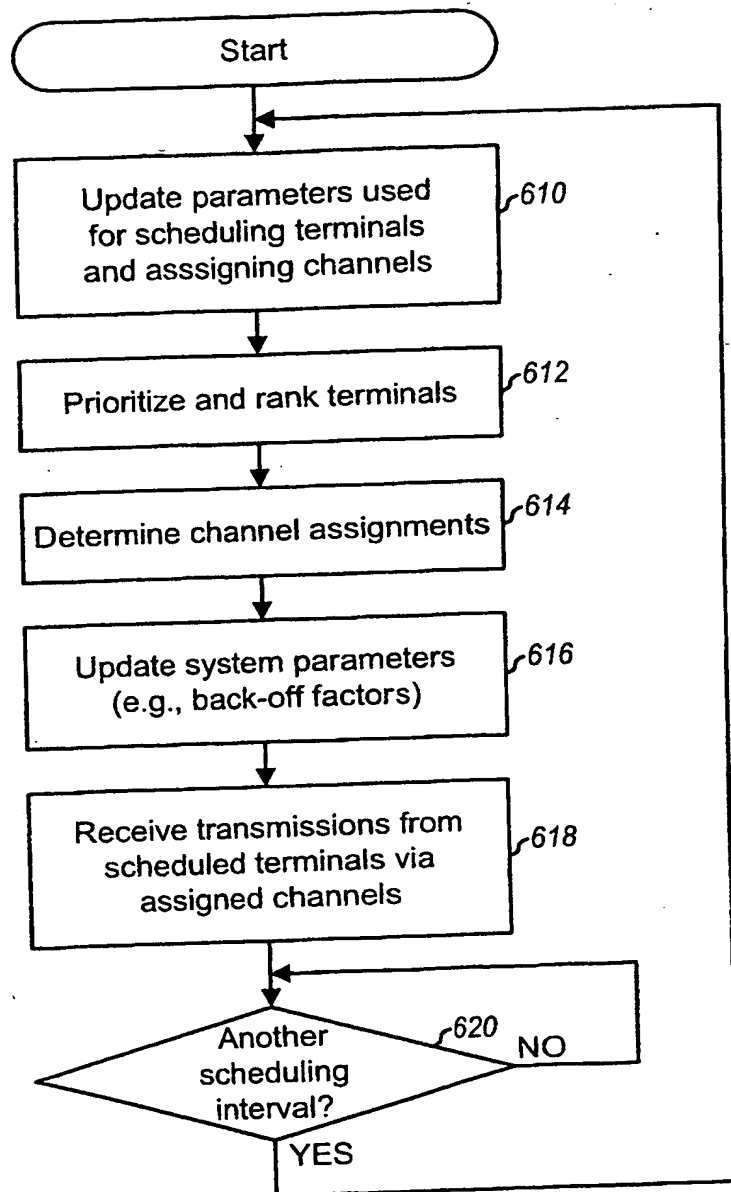 Start
Update parameters used
for scheduling terminals
and asssigning channels
610
Prioritize and rank terminals
612
Determine channel assignments
614
Update system parameters
(e.g., back-off factors)
616
Receive transmissions from
scheduled terminals via
assigned channels
618
Another
scheduling
interval?
620
NO
YES